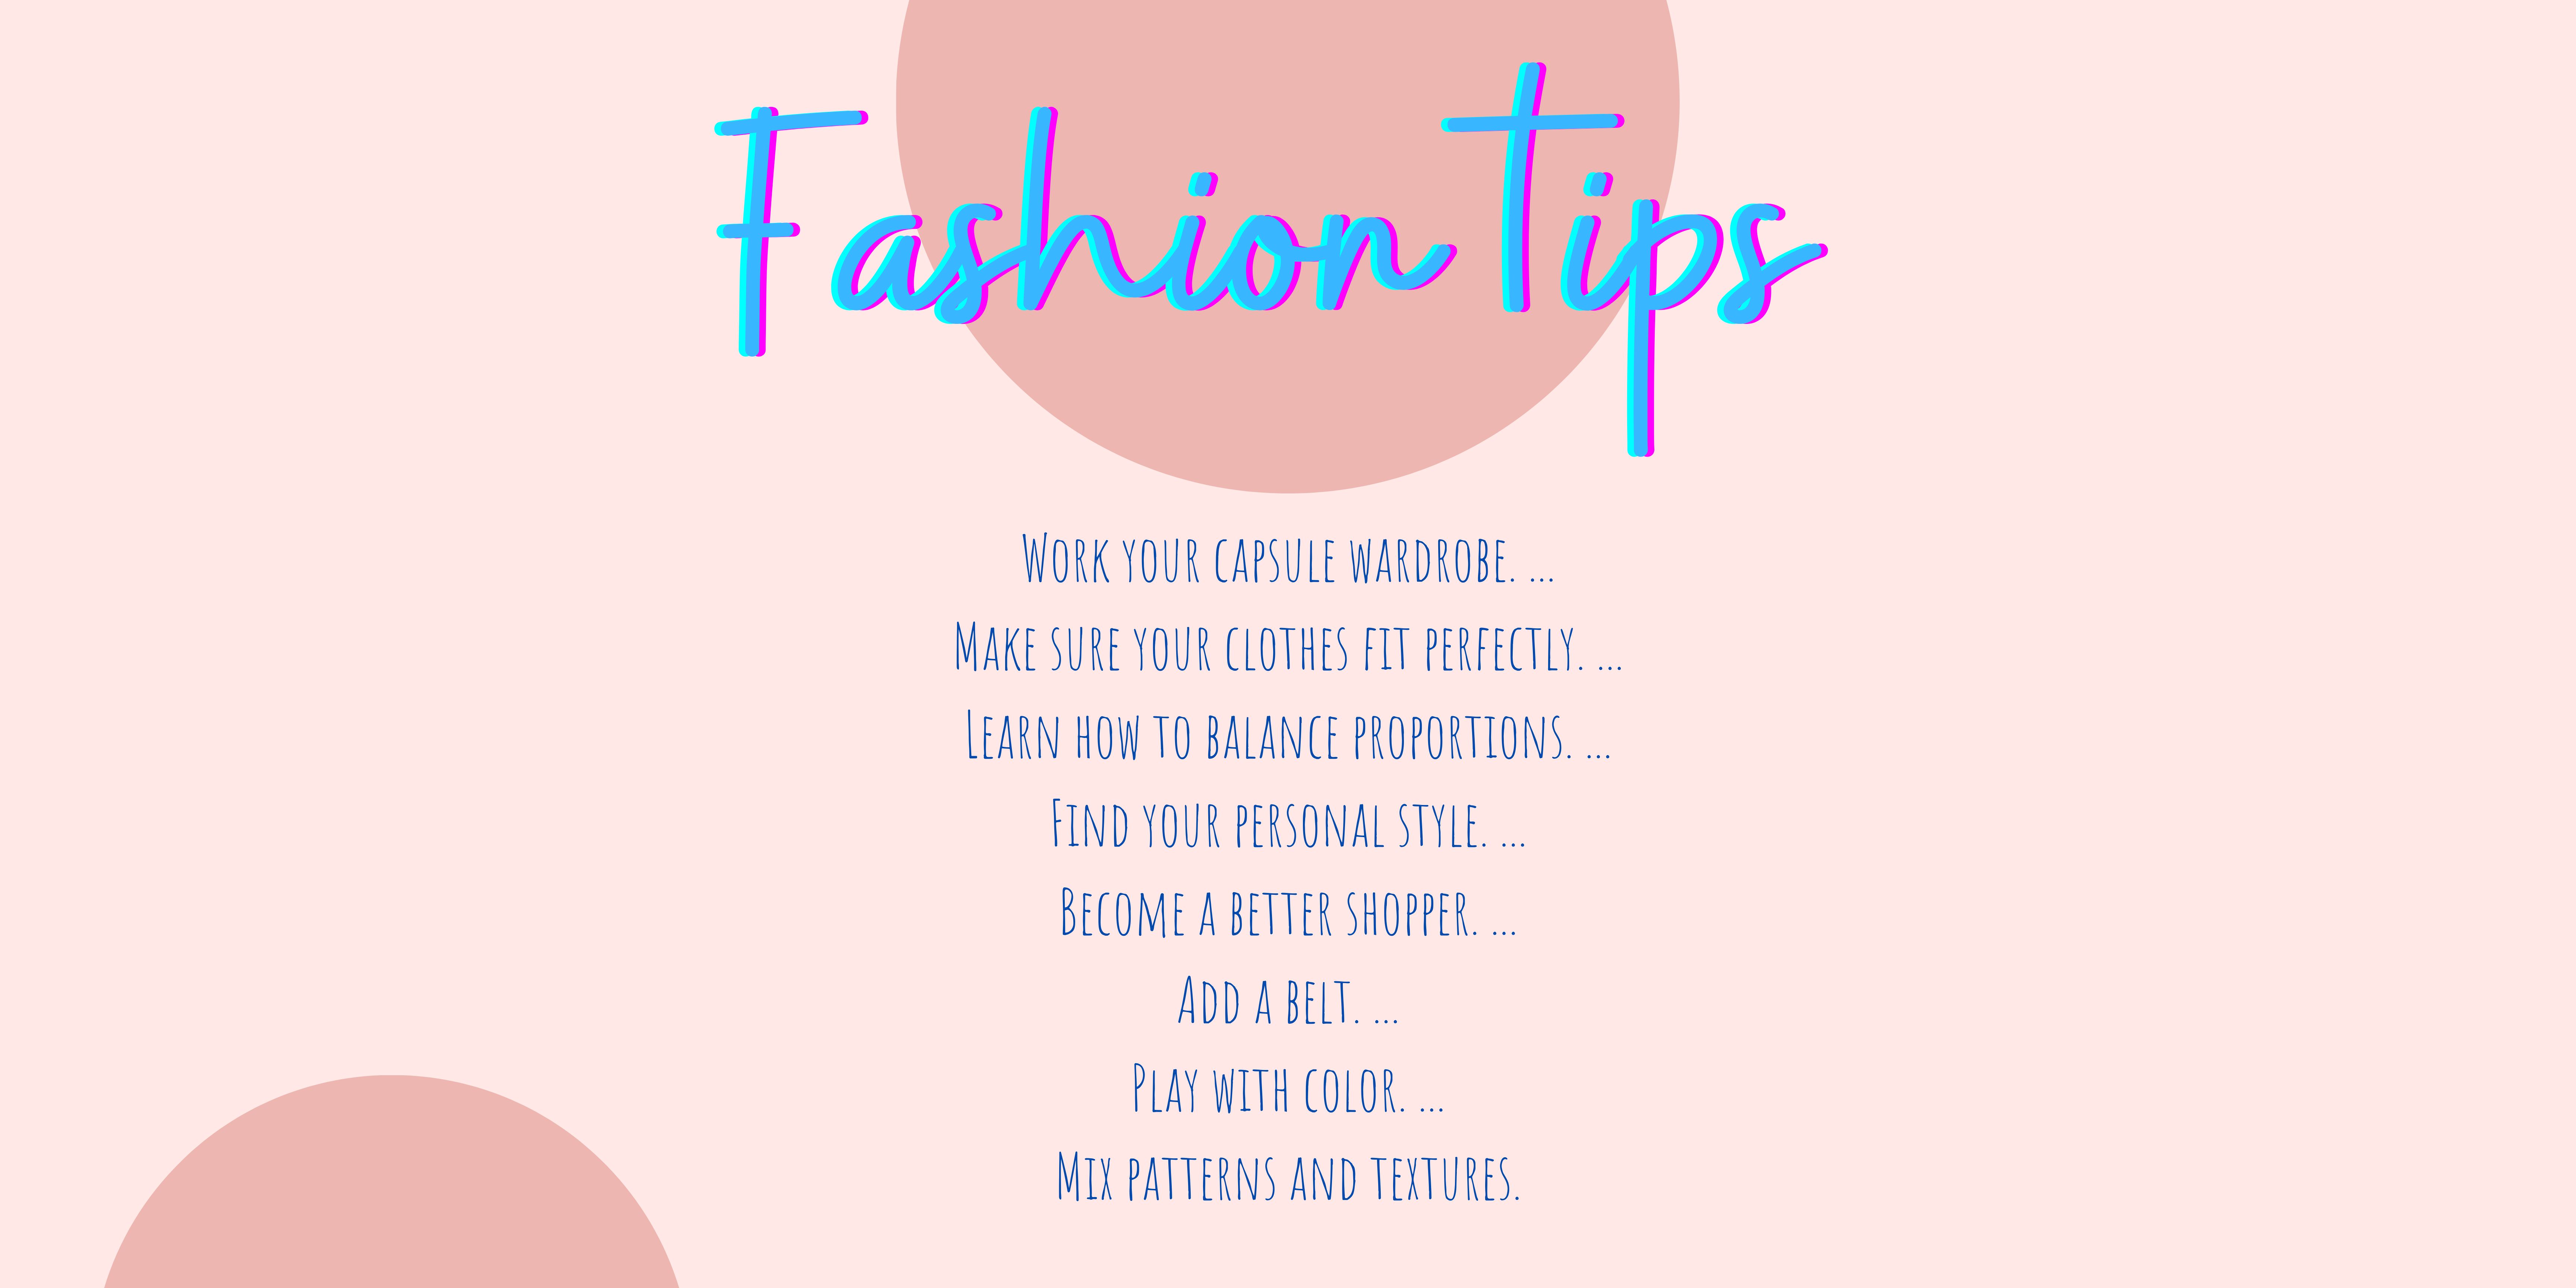 Fashion Tips
Work your capsule wardrobe. ...
Make sure your clothes fit perfectly. ...
Learn how to balance proportions. ...
Find your personal style. ...
Become a better shopper. ...
Add a belt. ...
Play with color. ...
Mix patterns and textures.